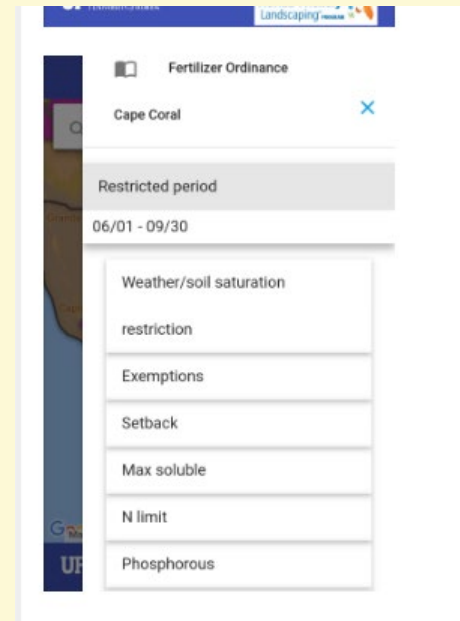 Landscaping
Fertilizer Ordinance
Cape Coral
Restricted period
06/01 - 09/30
Weather/soil saturation
restriction
Exemptions
Setback
Max soluble
N limit
Phosphorous
UF